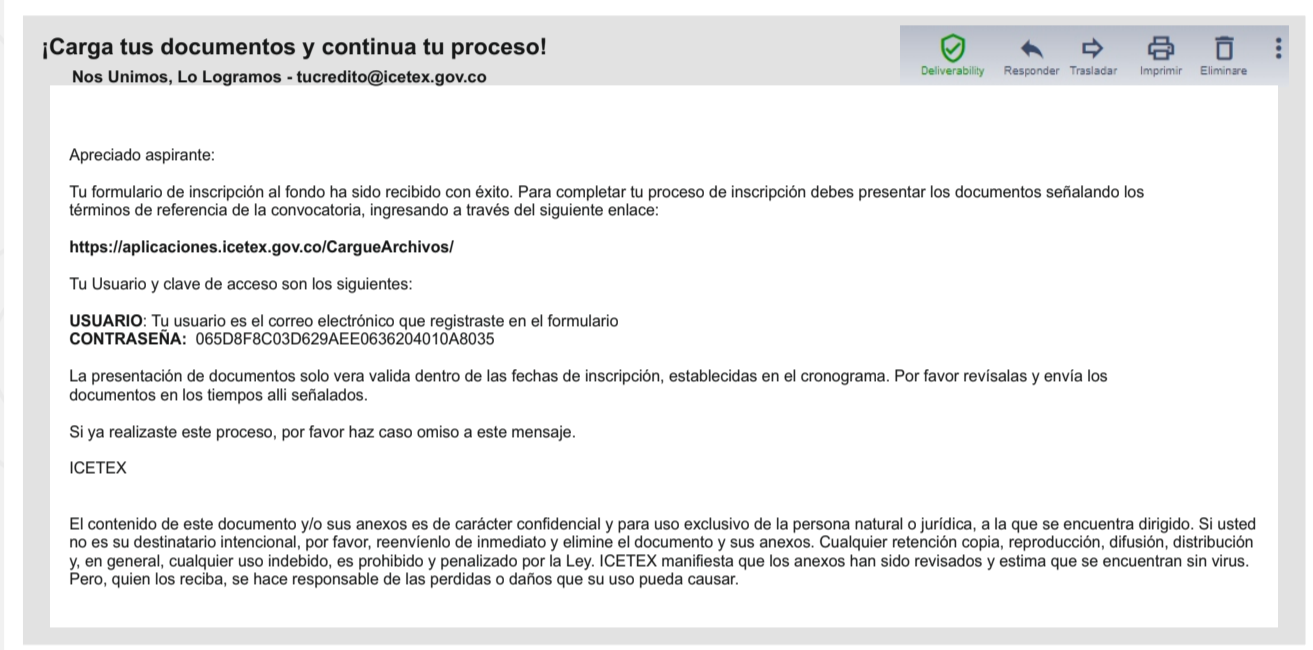 ¡Carga tus documentos y continua tu proceso!
Nos Unimos, Lo Logramos - tucredito@icetex.gov.co
Deliverability Responder Trasladar Imprimir Eliminare
Apreciado aspirante:
Tu formulario de inscripción al fondo ha sido recibido con éxito. Para completar tu proceso de inscripción debes presentar los documentos señalando los
términos de referencia de la convocatoria, ingresando a través del siguiente enlace:
https://aplicaciones.icetex.gov.co/CargueArchivos/
Tu Usuario y clave de acceso son los siguientes:
USUARIO: Tu usuario es el correo electrónico que registraste en el formulario
CONTRASEÑA: 065D8F8C03D629AEE0636204010A8035
La presentación de documentos solo vera valida dentro de las fechas de inscripción, establecidas en el cronograma. Por favor revísalas y envía los
documentos en los tiempos alli señalados.
Si ya realizaste este proceso, por favor haz caso omiso a este mensaje.
ICETEX
El contenido de este documento y/o sus anexos es de carácter confidencial y para uso exclusivo de la persona natural o jurídica, a la que se encuentra dirigido. Si usted
no es su destinatario intencional, por favor, reenvíenlo de inmediato y elimine el documento y sus anexos. Cualquier retención copia, reproducción, difusión, distribución
y, en general, cualquier uso indebido, es prohibido y penalizado por la Ley. ICETEX manifiesta que los anexos han sido revisados y estima que se encuentran sin virus.
Pero, quien los reciba, se hace responsable de las perdidas o daños que su uso pueda causar.